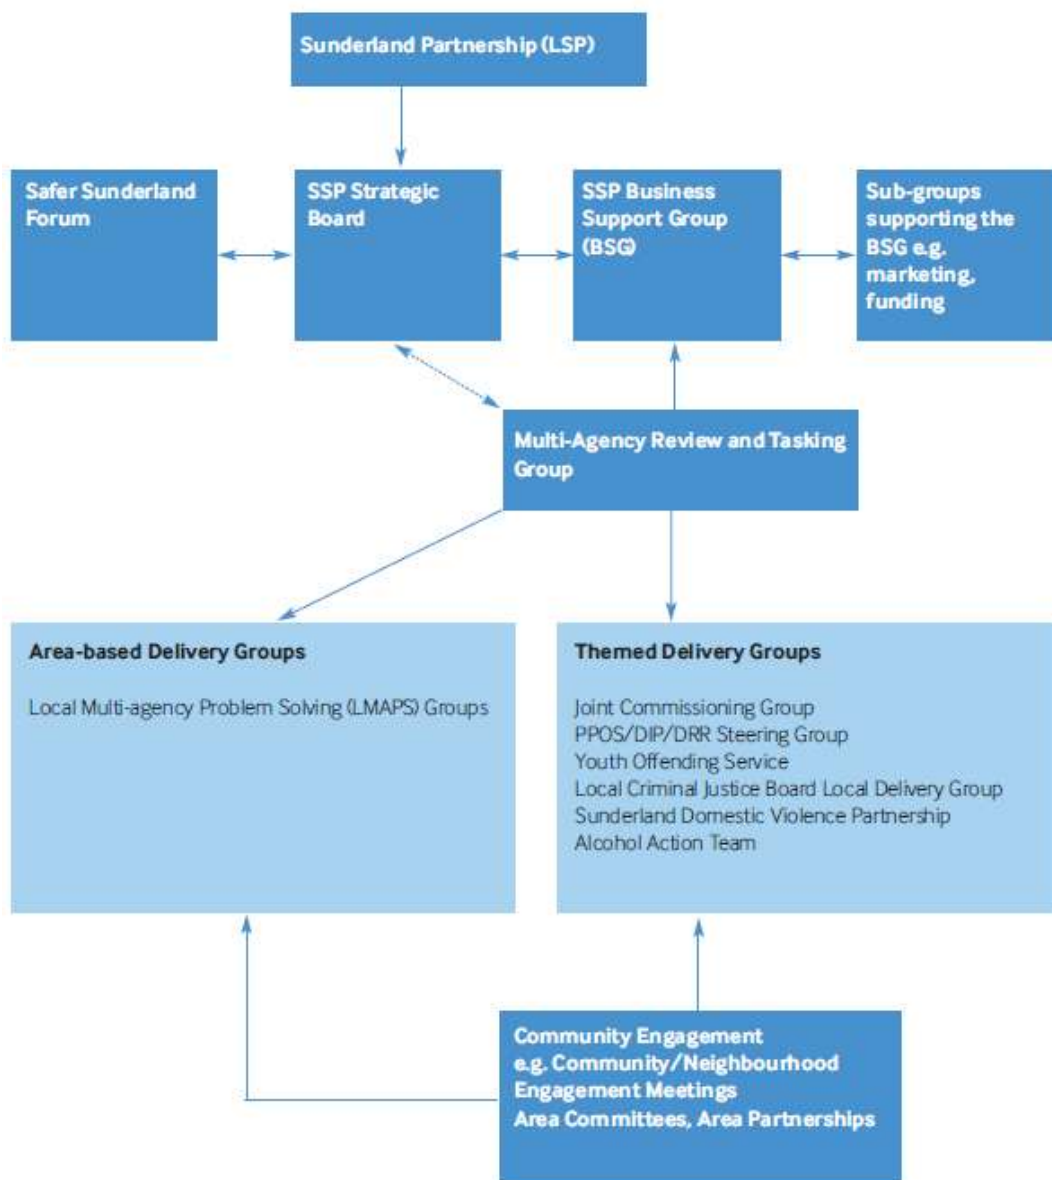 Sunderland Partnership (LSP)
Safer Sunderland
Forum
SSP Strategic
Board
SSP Business
Support Group
(BSG)
Sub-groups
supporting the
BSG e.g.
marketing,
funding
Multi-Agency Review and Tasking
Group
Area-based Delivery Groups
Local Multi-agency Problem Solving (LMAPS) Groups
Themed Delivery Groups
Joint Commissioning Group
PPOS/DIP/DRR Steering Group
Youth Offending Service
Local Criminal Justice Board Local Delivery Group
Sunderland Domestic Violence Partnership
Alcohol Action Team
Community Engagement
e.g. Community/Neighbourhood
Engagement Meetings
Area Committees, Area Partnerships